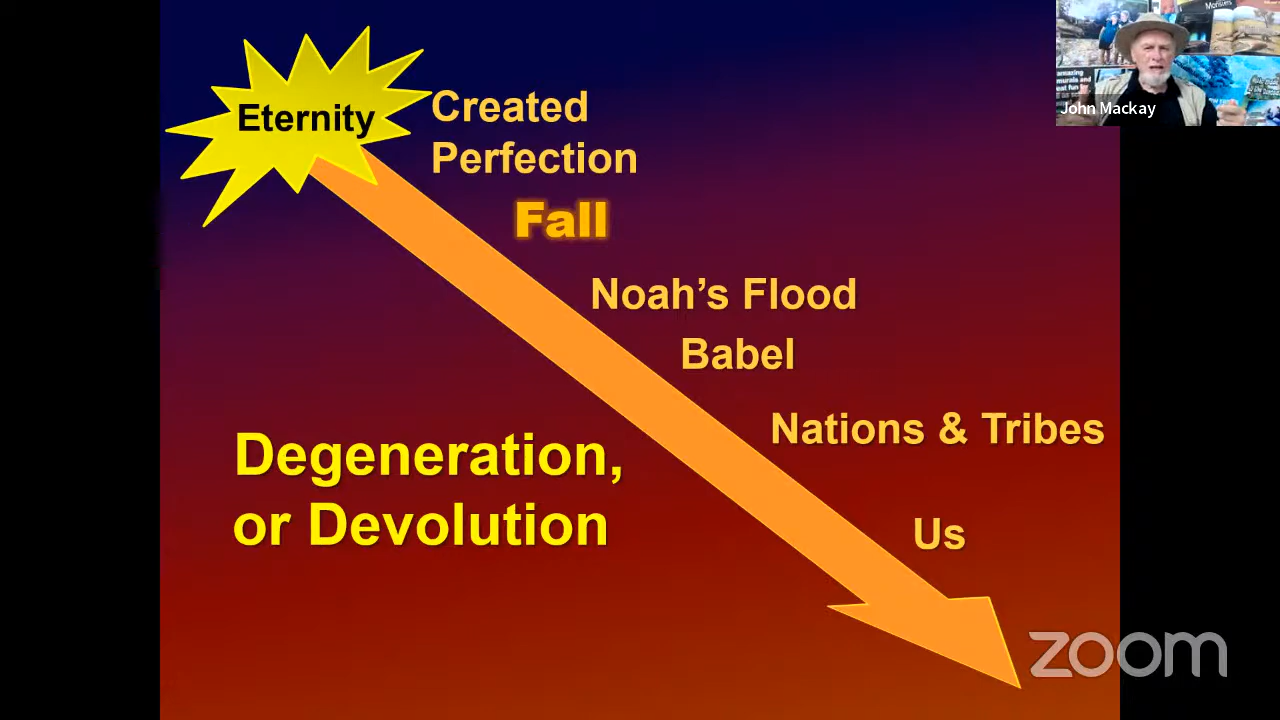 Eternity
Created
Perfection
Fall
Noah’s Flood
Babel
Nations & Tribes
Degeneration,
or Devolution
Us
zoom
John Mackay